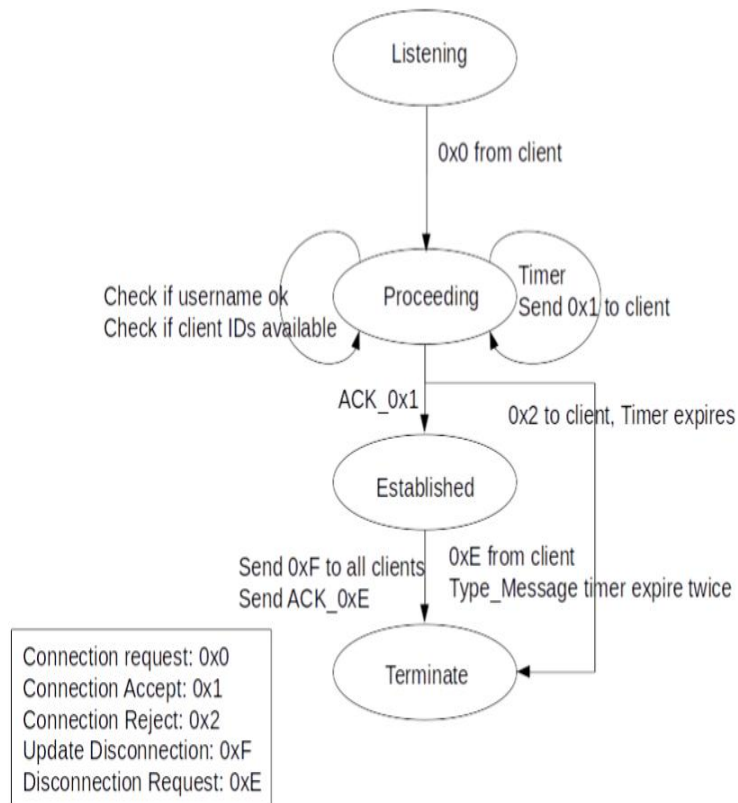 Listening
0x0 from client
Check if username ok
Check if client IDs available
Proceeding
Timer
Send 0x1 to client
ACK_0x1
0x2 to client, Timer expires
Established
Send 0xF to all clients
Send ACK_0xE
0xE from client
Type_Message timer expire twice
Terminate
Connection request: 0x0
Connection Accept: 0x1
Connection Reject: 0x2
Update Disconnection: 0xF
Disconnection Request: 0xE